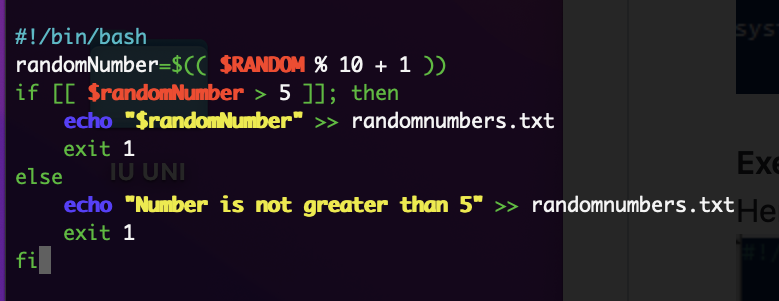 #!/bin/bash
randomNumber=$(( $RANDOM % 10 + 1 ))
if [[ $randomNumber > 5 ]]; then
    echo "$randomNumber" >> randomnumbers.txt
    exit 1
IU UNI
else
    echo "Number is not greater than 5" >> randomnumbers.txt
    exit 1
fi
syst
Exe
He
#!/